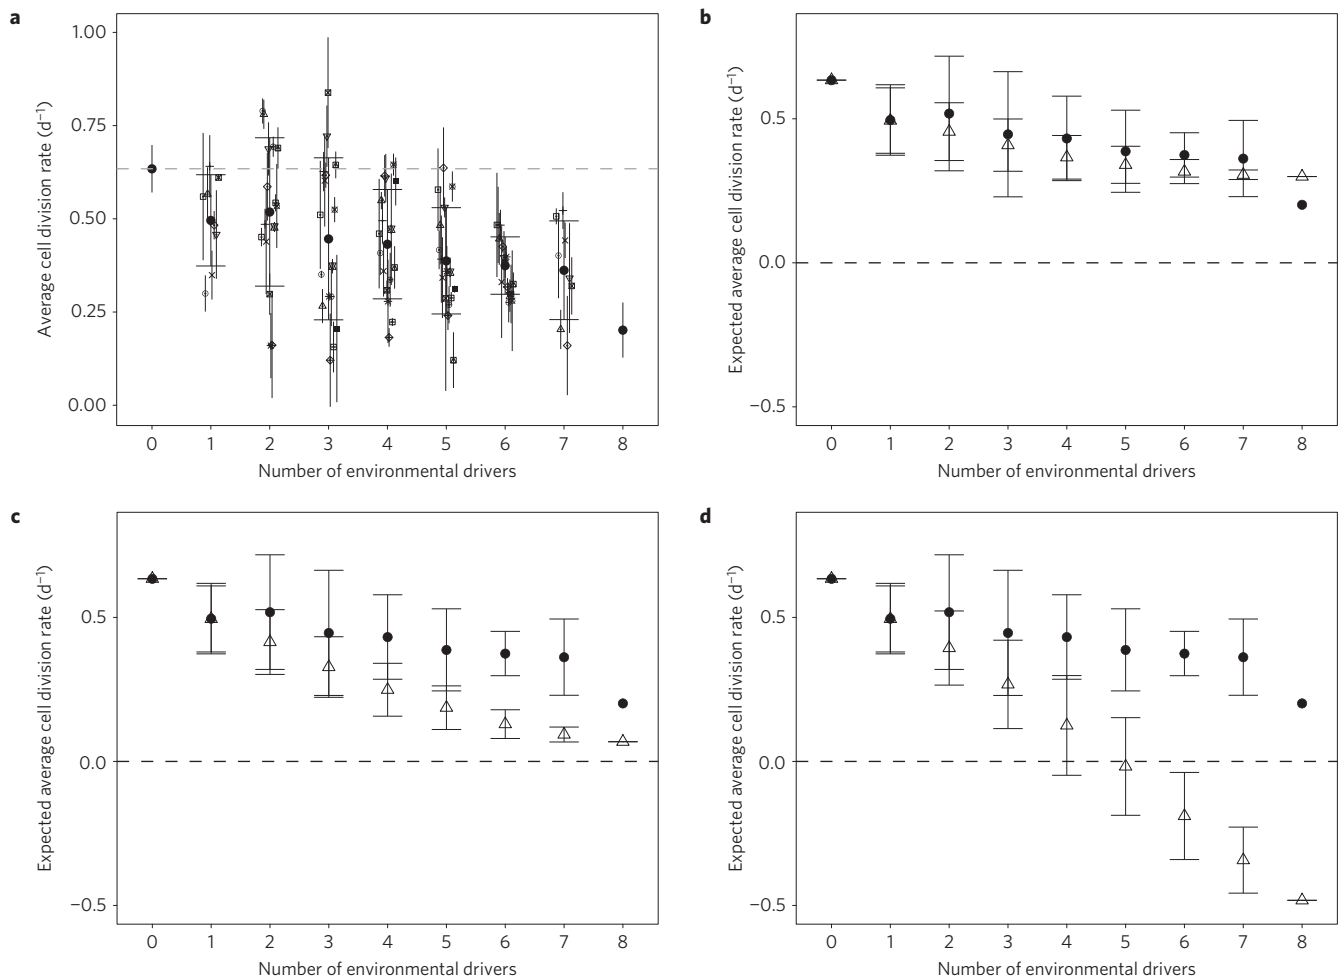 a
1.00
0.75
0.50
0.25
0.00
Average cell division rate (d⁻¹)
0 1 2 3 4 5 6 7 8
Number of environmental drivers
b
0.5
0.0
−0.5
Expected average cell division rate (d⁻¹)
0 1 2 3 4 5 6 7 8
Number of environmental drivers
c
0.5
0.0
−0.5
Expected average cell division rate (d⁻¹)
0 1 2 3 4 5 6 7 8
Number of environmental drivers
d
0.5
0.0
−0.5
Expected average cell division rate (d⁻¹)
0 1 2 3 4 5 6 7 8
Number of environmental drivers